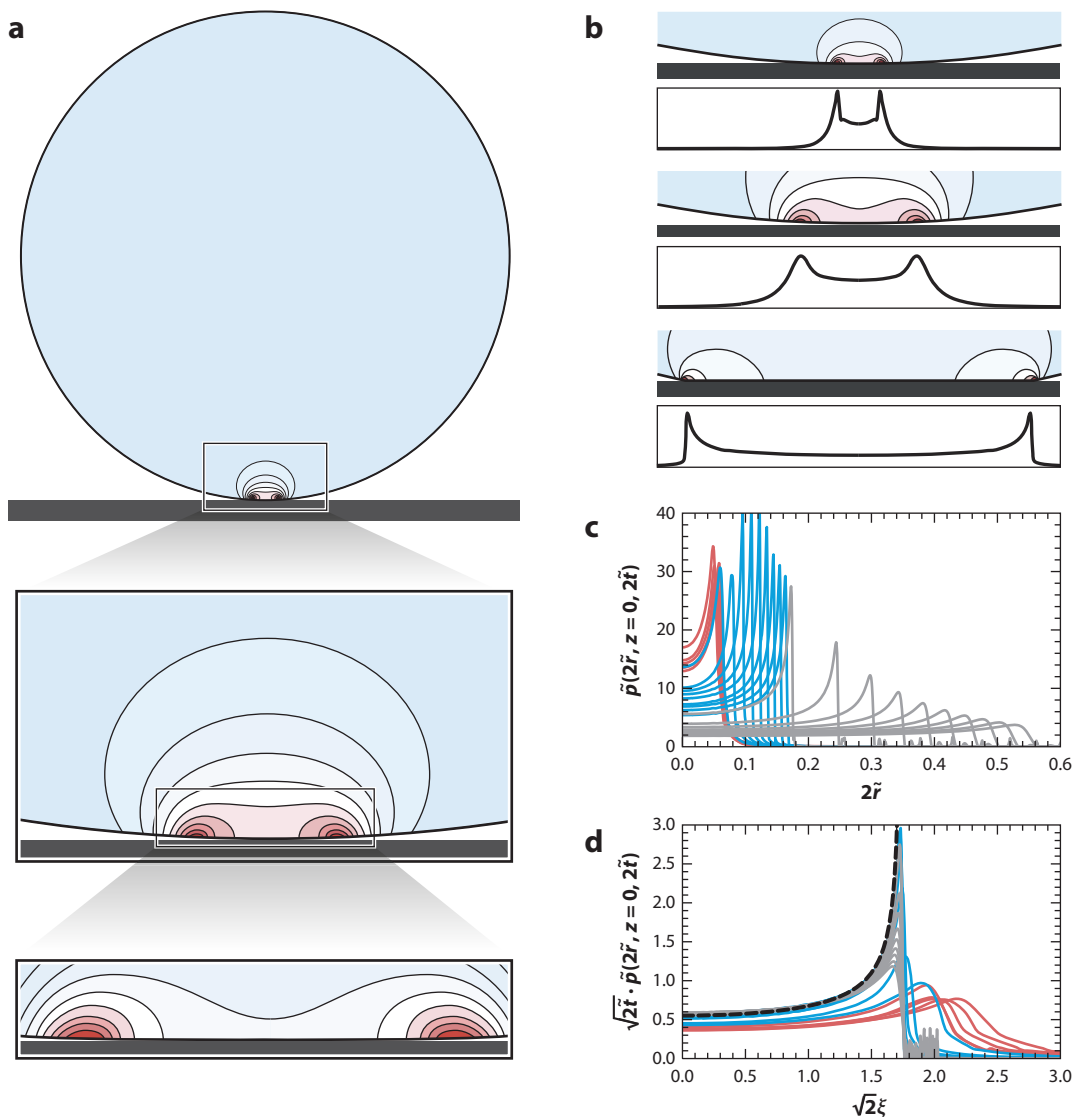 a
b
c
40
30
20
10
0
p̃(2r̃, z = 0, 2t̃)
0.0 0.1 0.2 0.3 0.4 0.5 0.6
2r̃
d
3.0
2.5
2.0
1.5
1.0
0.5
0.0
√2t̃ · p̃(2r̃, z = 0, 2t̃)
0.0 0.5 1.0 1.5 2.0 2.5 3.0
√2ξ